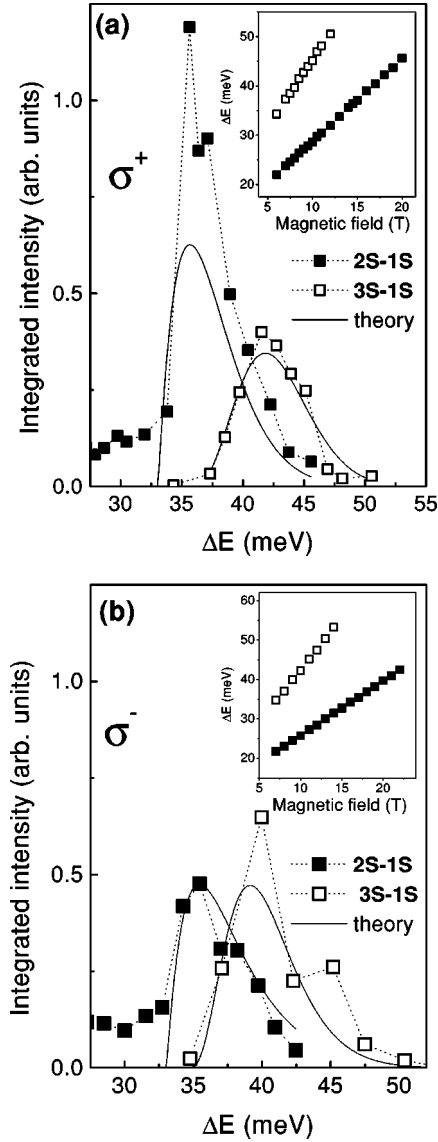 (a)
σ+
Integrated intensity (arb. units)
1.0
0.5
0.0
25
30
35
40
45
50
55
ΔE (meV)
50
40
30
20
ΔE (meV)
5
10
15
20
Magnetic field (T)
2S-1S
3S-1S
theory
(b)
σ-
Integrated intensity (arb. units)
1.0
0.5
0.0
30
35
40
45
50
ΔE (meV)
60
50
40
30
20
ΔE (meV)
5
10
15
20
Magnetic field (T)
2S-1S
3S-1S
theory